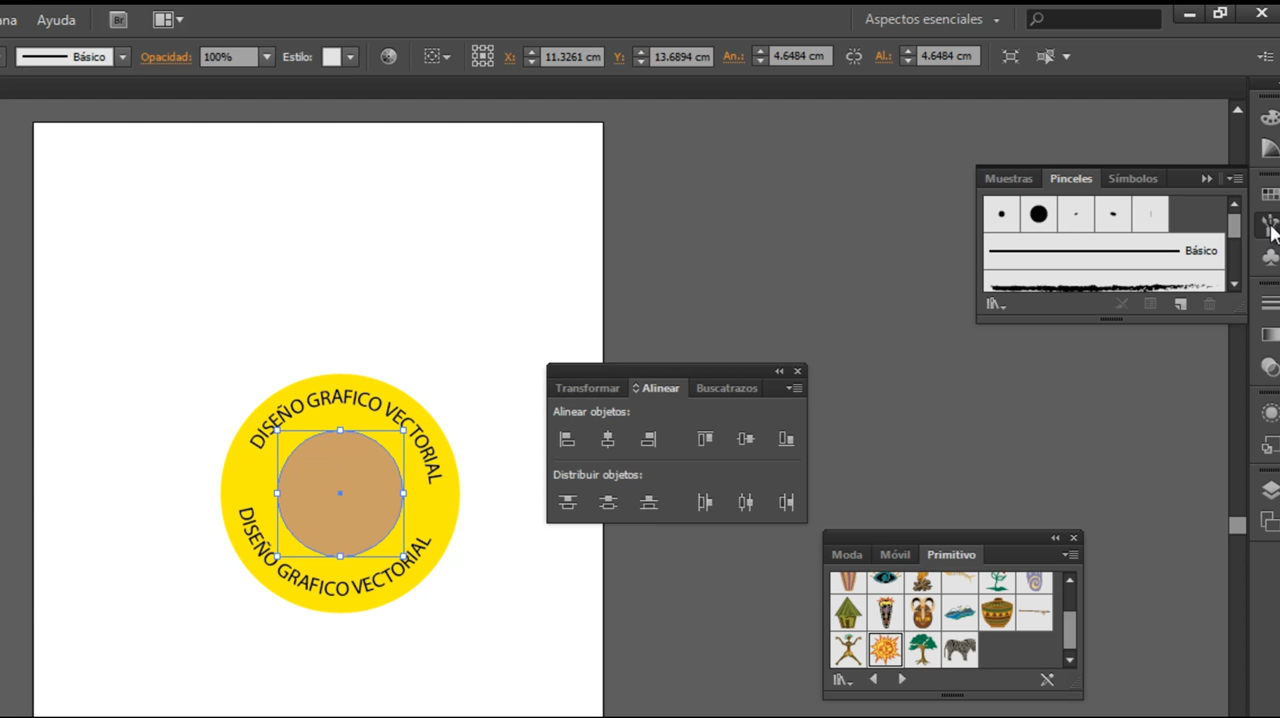 na Ayuda Br Aspectos esenciales
Básico Opacidad: 100% Estilo: X: 11.3261 cm Y: 13.6894 cm An.: 4.6484 cm Al.: 4.6484 cm
Muestras Pinceles Símbolos
Básico
Transformar Alinear Buscatrazos
Alinear objetos:
Distribuir objetos:
DISEÑO GRAFICO VECTORIAL
DISEÑO GRAFICO VECTORIAL
Moda Móvil Primitivo